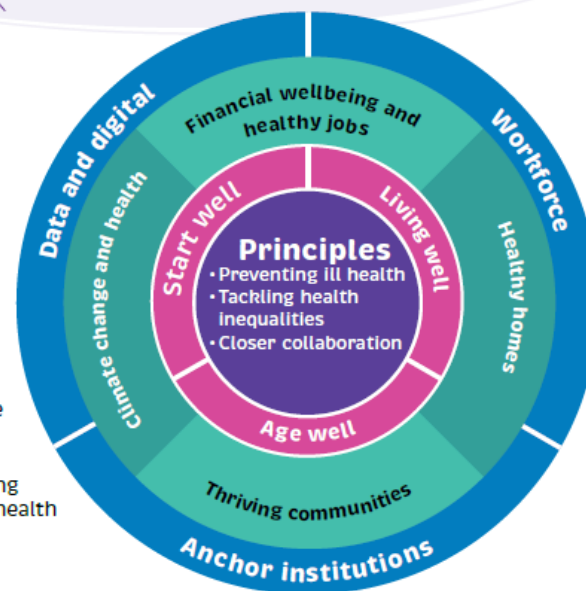 Data and digital
Workforce
Financial wellbeing and
healthy jobs
Climate change and health
Healthy homes
Start well
Living well
Principles
• Preventing ill health
• Tackling health
inequalities
• Closer collaboration
Age well
Thriving communities
Anchor institutions
health